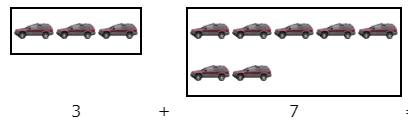 3 + 7 =